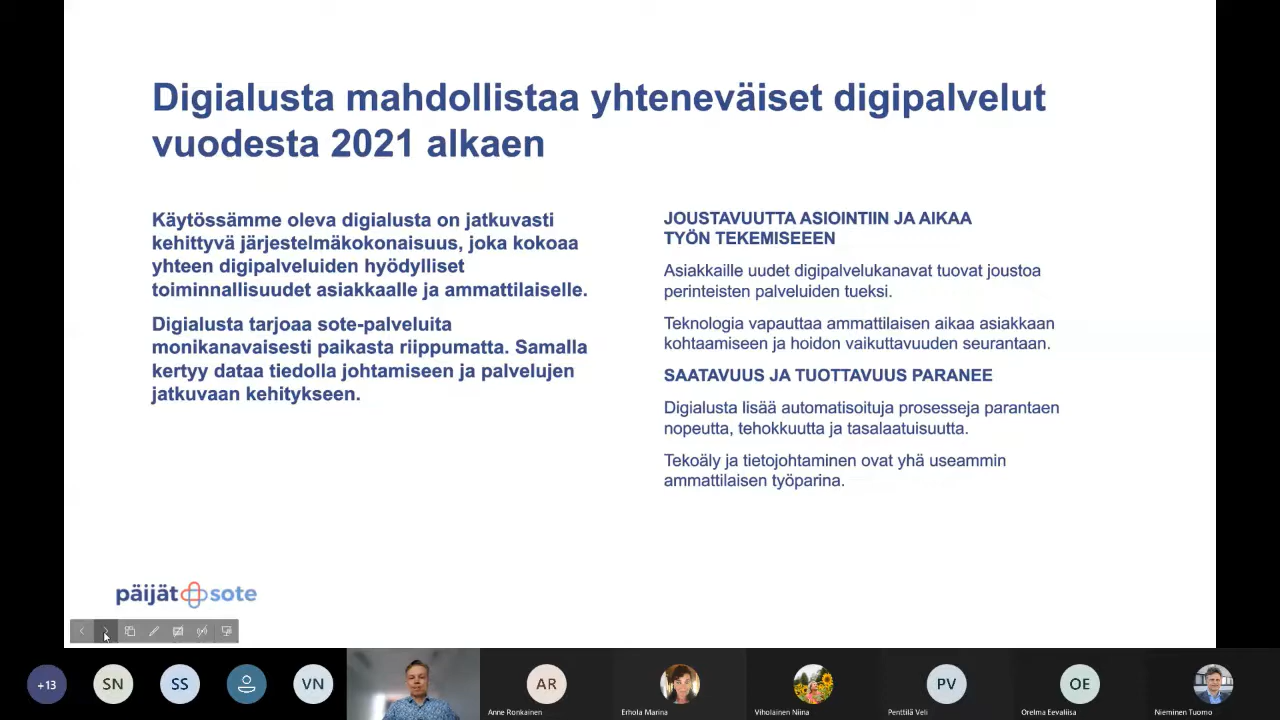 Digialusta mahdollistaa yhteneväiset digipalvelut
vuodesta 2021 alkaen
Käytössämme oleva digialusta on jatkuvasti
kehittyvä järjestelmäkokonaisuus, joka kokoaa
yhteen digipalveluiden hyödylliset
toiminnallisuudet asiakkaalle ja ammattilaiselle.
Digialusta tarjoaa sote-palveluita
monikanavaisesti paikasta riippumatta. Samalla
kertyy dataa tiedolla johtamiseen ja palvelujen
jatkuvaan kehitykseen.
JOUSTAVUUTTA ASIOINTIIN JA AIKAA
TYÖN TEKEMISEEEN
Asiakkaille uudet digipalvelukanavat tuovat joustoa
perinteisten palveluiden tueksi.
Teknologia vapauttaa ammattilaisen aikaa asiakkaan
kohtaamiseen ja hoidon vaikuttavuuden seurantaan.
SAATAVUUS JA TUOTTAVUUS PARANEE
Digialusta lisää automatisoituja prosesseja parantaen
nopeutta, tehokkuutta ja tasalaatuisuutta.
Tekoäly ja tietojohtaminen ovat yhä useammin
ammattilaisen työparina.
päijät sote
+13
SN
SS
VN
AR
Anne Ronkainen
Erhola Marina
Viholainen Niina
PV
Penttilä Veli
OE
Orelma Eevaliisa
Nieminen Tuomo